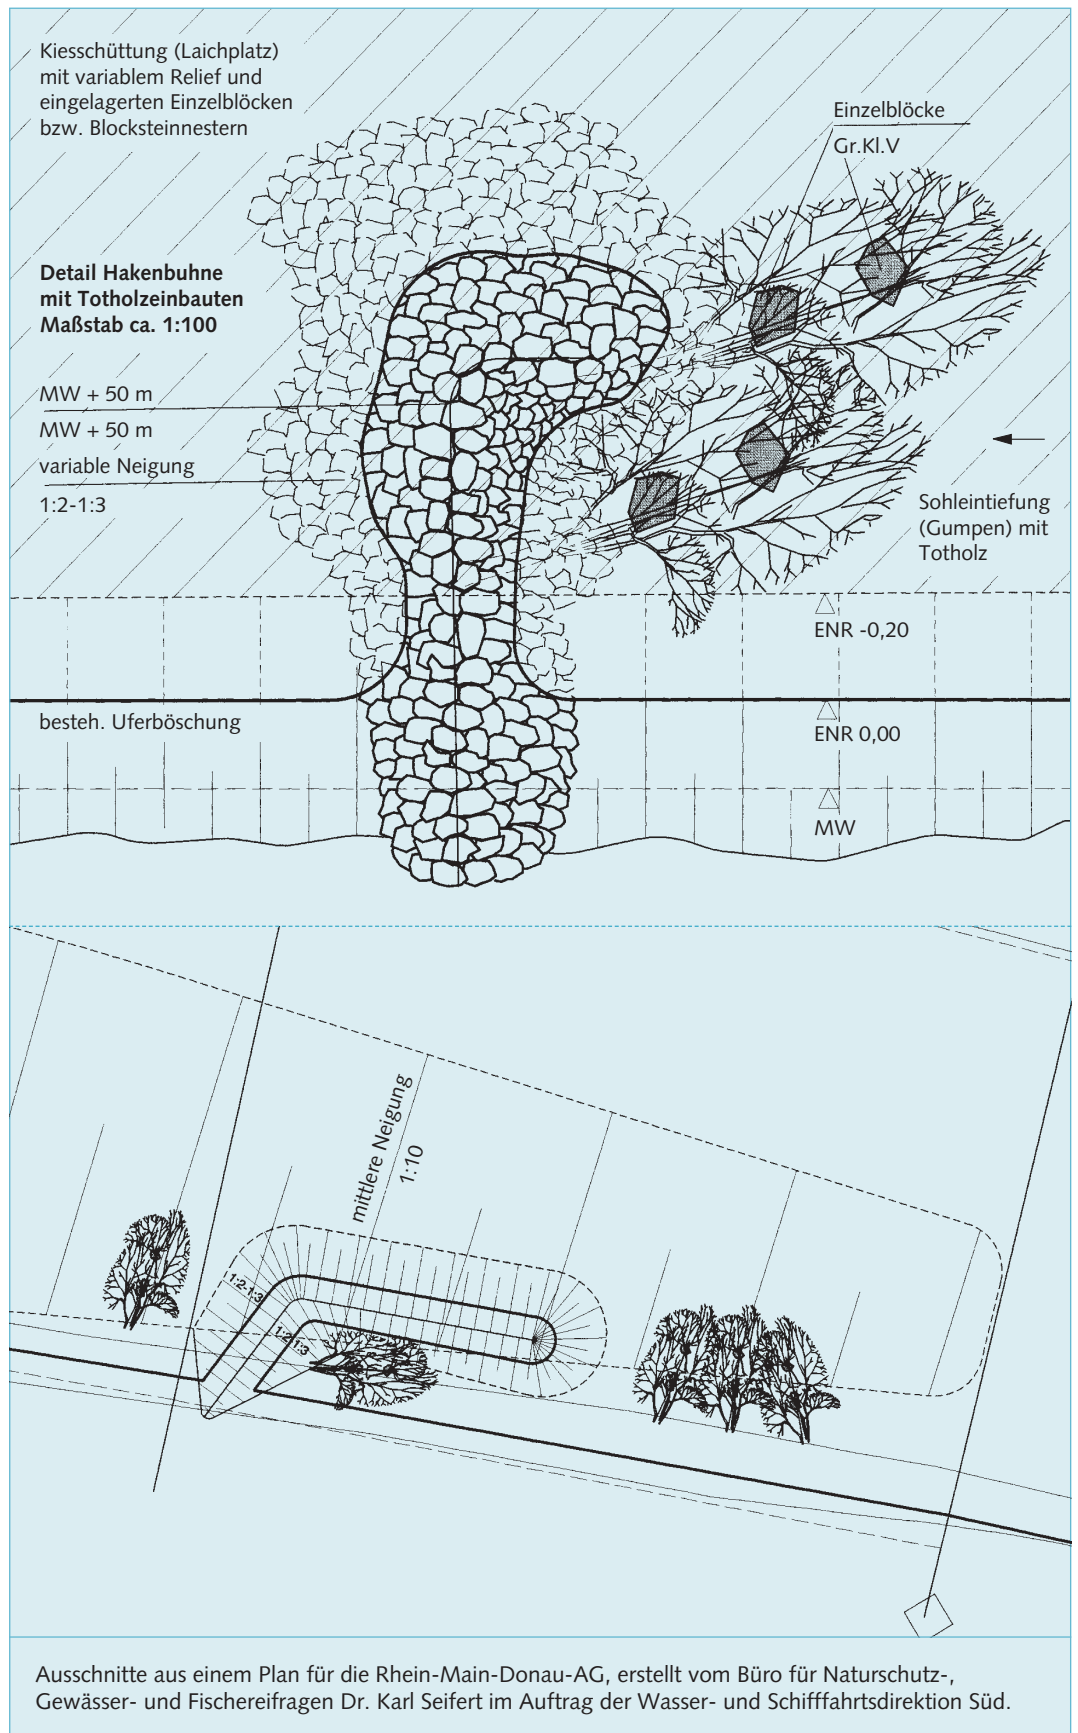 Kiesschüttung (Laichplatz)
mit variablem Relief und
eingelagerten Einzelblöcken
bzw. Blocksteinnestern
Einzelblöcke
Gr.Kl.V
Detail Hakenbuhne
mit Totholzeinbauten
Maßstab ca. 1:100
MW + 50 m
MW + 50 m
variable Neigung
1:2-1:3
Sohleintiefung
(Gumpen) mit
Totholz
ENR -0,20
besteh. Uferböschung
ENR 0,00
MW
mittlere Neigung
1:10
1:2-1:3
1:2-1:3
Ausschnitte aus einem Plan für die Rhein-Main-Donau-AG, erstellt vom Büro für Naturschutz-,
Gewässer- und Fischereifragen Dr. Karl Seifert im Auftrag der Wasser- und Schifffahrtsdirektion Süd.